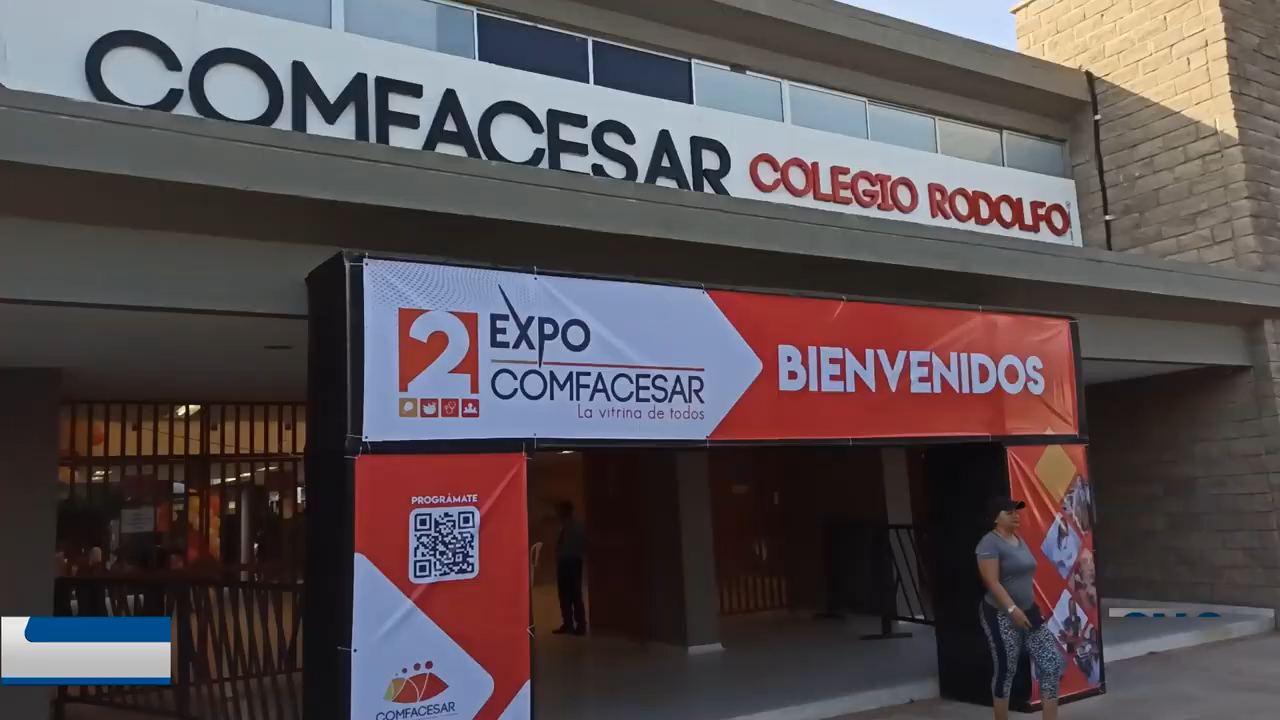 COMFACESAR COLEGIO RODOLFO
2 EXPO
COMFACESAR
La vitrina de todos
BIENVENIDOS
PROGRÁMATE
COMFACESAR